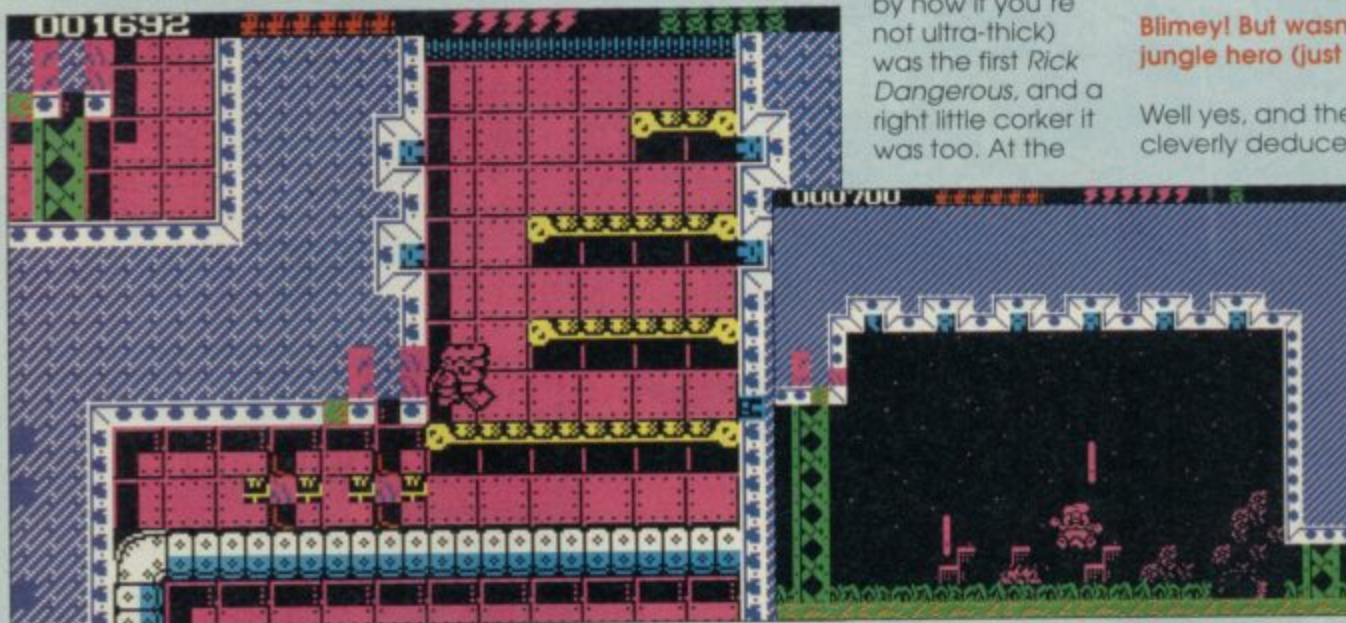 001692
by now if you're
not ultra-thick)
was the first Rick
Dangerous, and a
right little corker it
was too. At the
Blimey! But wasn
jungle hero (just
Well yes, and the
cleverly deduce
000700